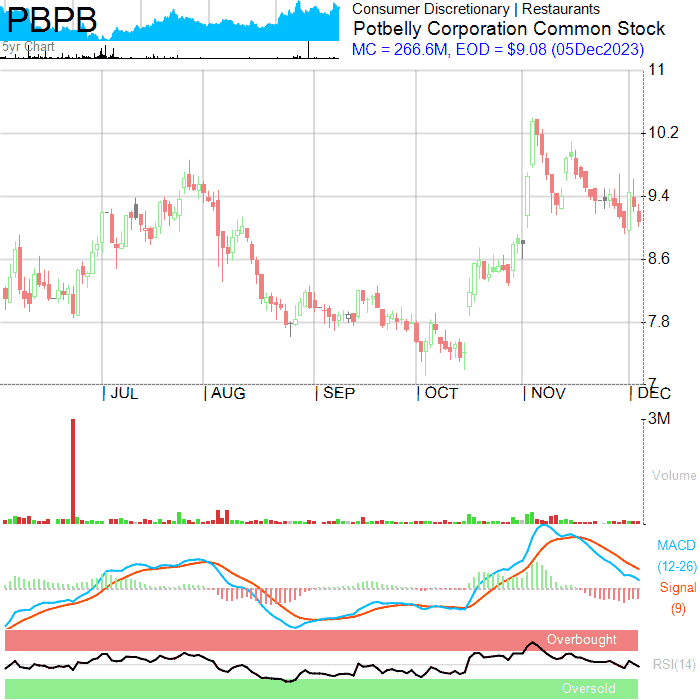 PBPB
5yr Chart
Consumer Discretionary | Restaurants
Potbelly Corporation Common Stock
MC = 266.6M, EOD = $9.08 (05Dec2023)
11
10.2
9.4
8.6
7.8
7
| JUL | AUG | SEP | OCT | NOV | DEC
3M
Volume
MACD
(12-26)
Signal
(9)
Overbought
RSI(14)
Oversold